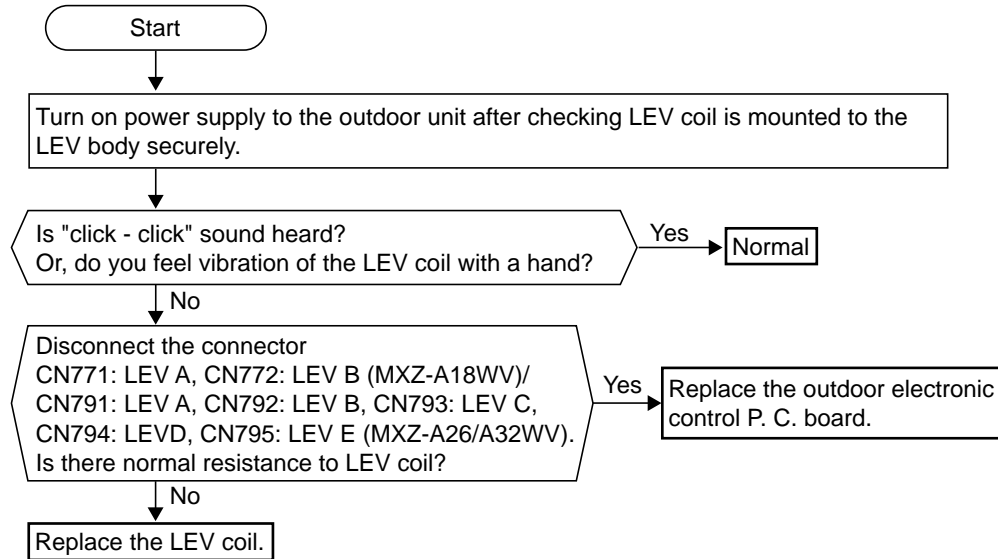 Start
Turn on power supply to the outdoor unit after checking LEV coil is mounted to the
LEV body securely.
Is "click - click" sound heard?
Or, do you feel vibration of the LEV coil with a hand?
Yes
Normal
No
Disconnect the connector
CN771: LEV A, CN772: LEV B (MXZ-A18WV)/
CN791: LEV A, CN792: LEV B, CN793: LEV C,
CN794: LEVD, CN795: LEV E (MXZ-A26/A32WV).
Is there normal resistance to LEV coil?
Yes
Replace the outdoor electronic
control P. C. board.
No
Replace the LEV coil.